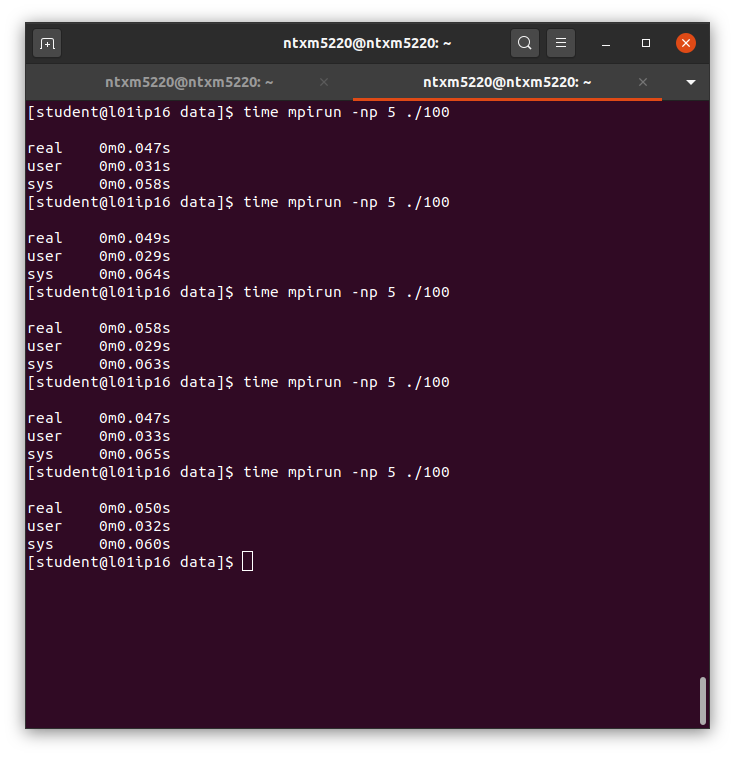 ntxm5220@ntxm5220: ~
ntxm5220@ntxm5220: ~
ntxm5220@ntxm5220: ~
[student@l01ip16 data]$ time mpirun -np 5 ./100
real 0m0.047s
user 0m0.031s
sys 0m0.058s
[student@l01ip16 data]$ time mpirun -np 5 ./100
real 0m0.049s
user 0m0.029s
sys 0m0.064s
[student@l01ip16 data]$ time mpirun -np 5 ./100
real 0m0.058s
user 0m0.029s
sys 0m0.063s
[student@l01ip16 data]$ time mpirun -np 5 ./100
real 0m0.047s
user 0m0.033s
sys 0m0.065s
[student@l01ip16 data]$ time mpirun -np 5 ./100
real 0m0.050s
user 0m0.032s
sys 0m0.060s
[student@l01ip16 data]$